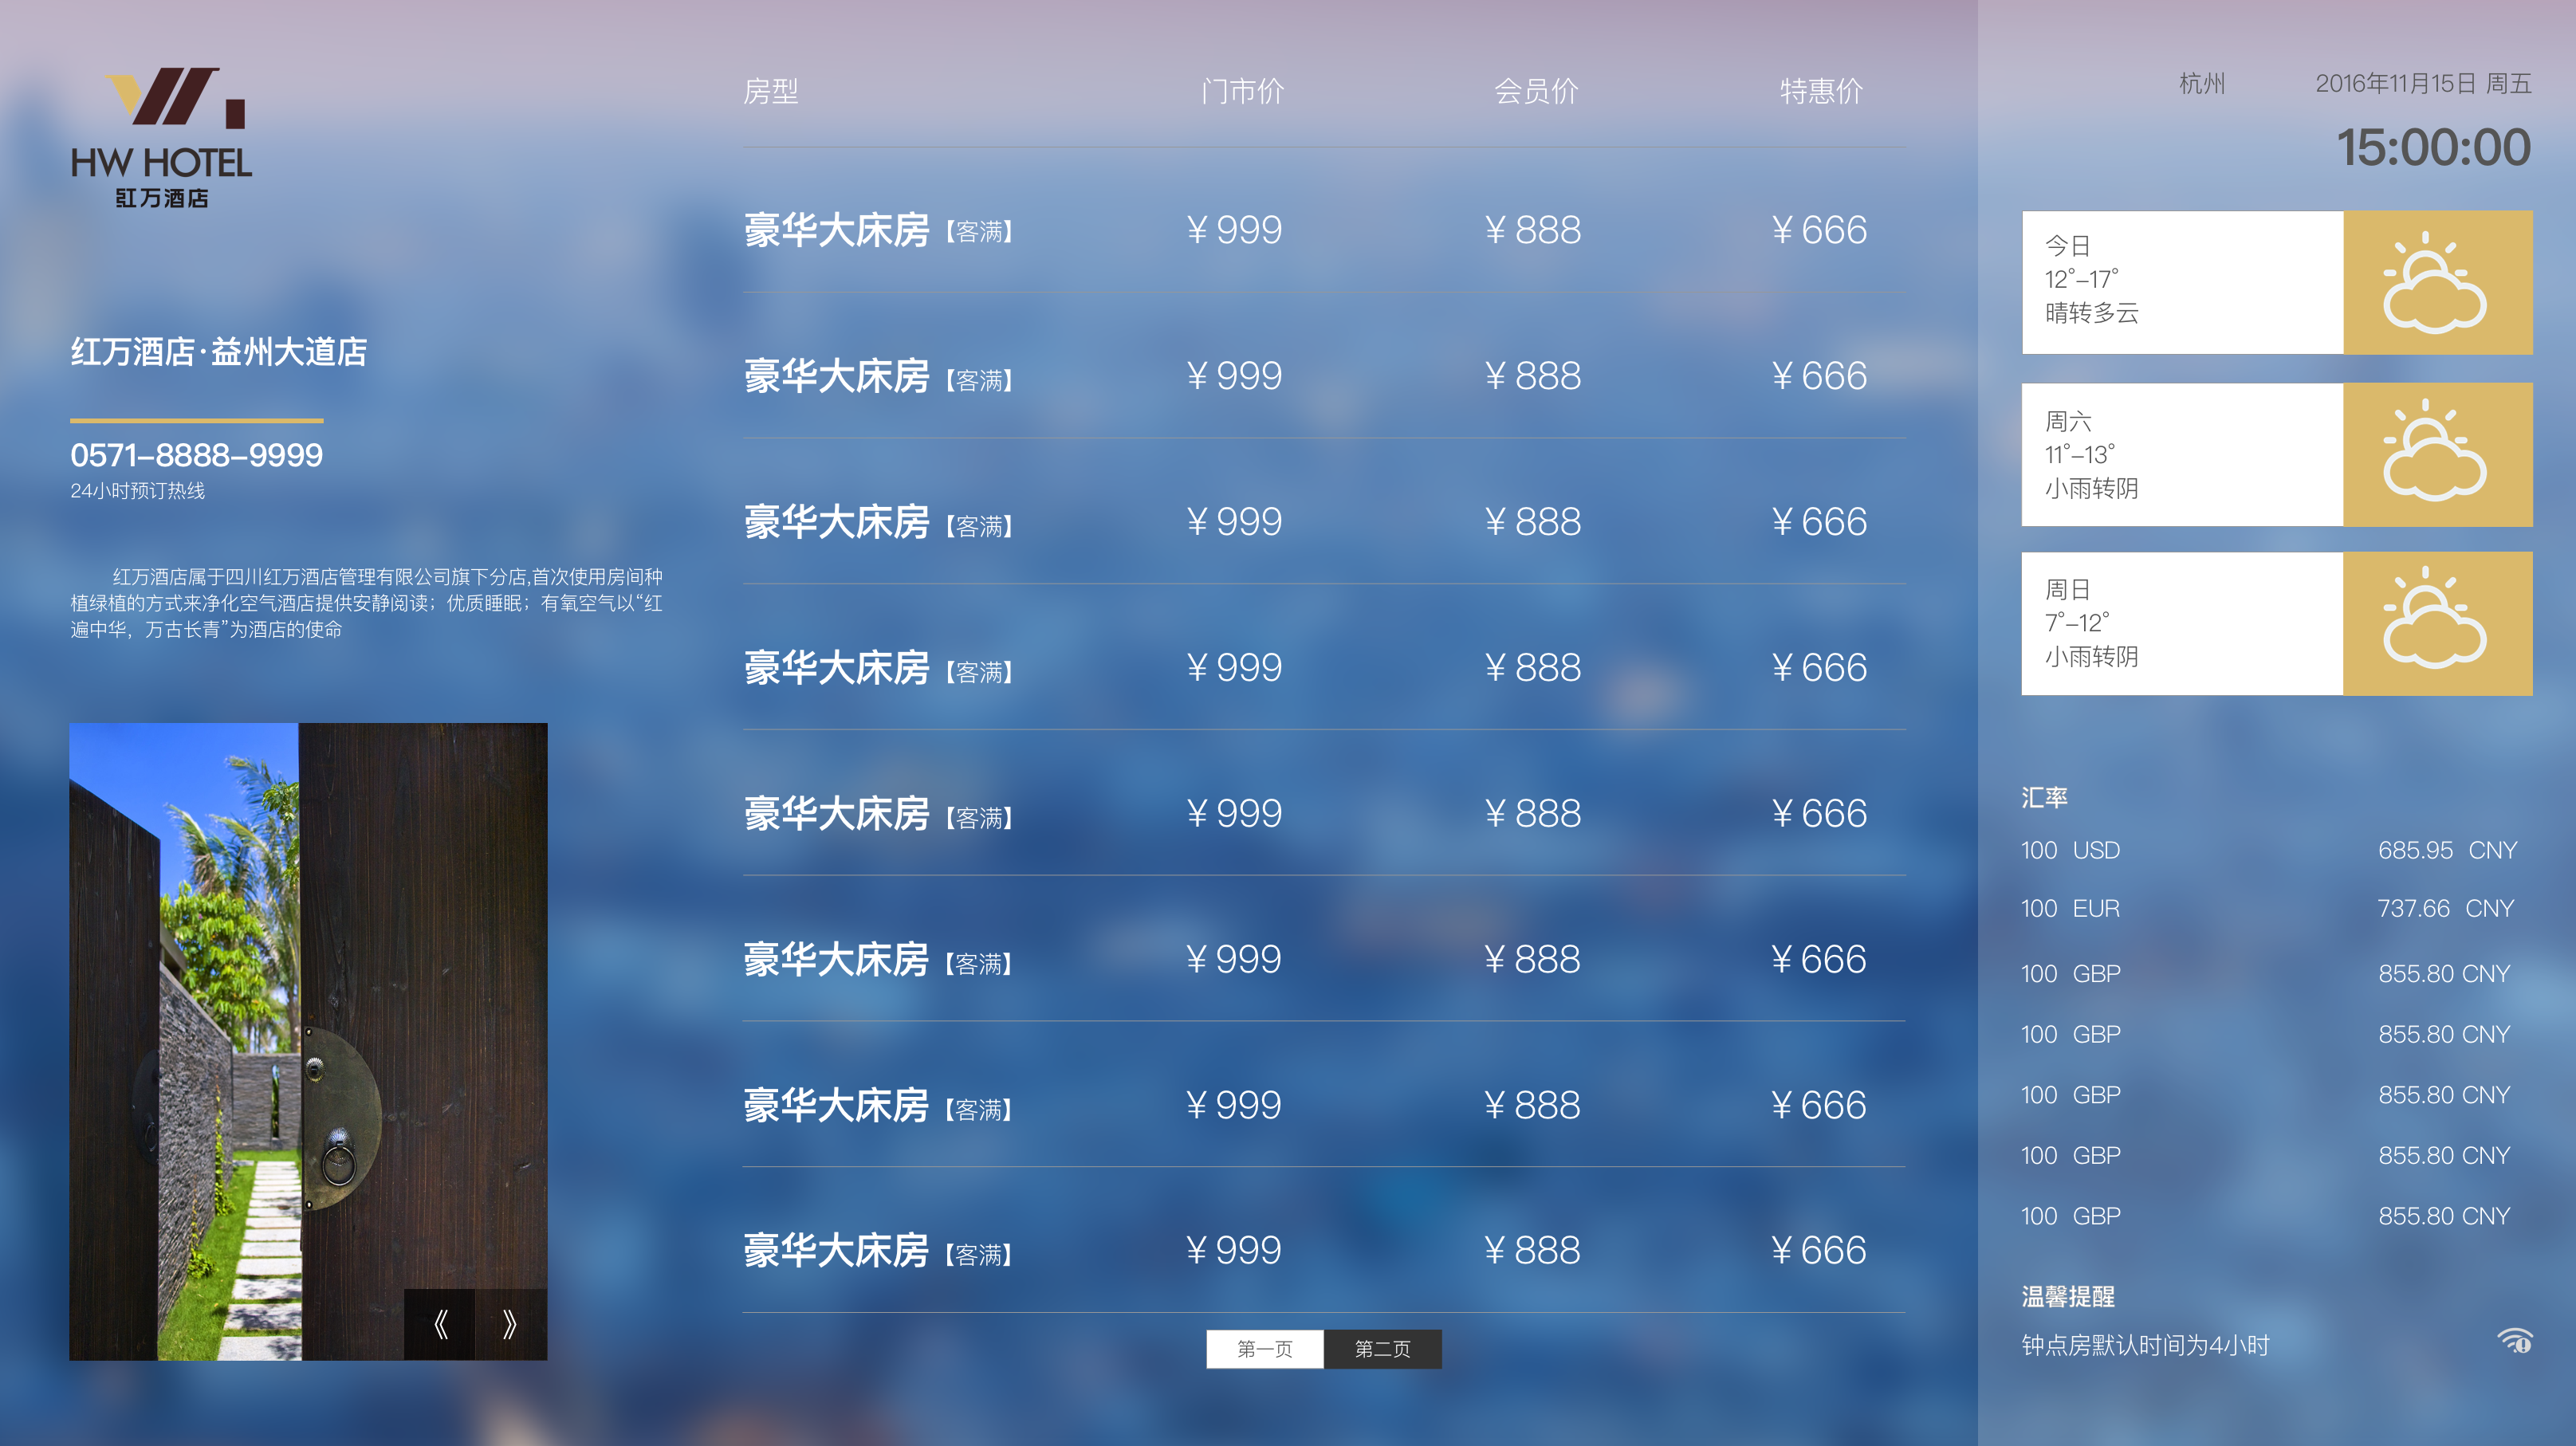 HW HOTEL
红万酒店
红万酒店·益州大道店
0571-8888-9999
24小时预订热线
红万酒店属于四川红万酒店管理有限公司旗下分店,首次使用房间种
植绿植的方式来净化空气酒店提供安静阅读；优质睡眠；有氧空气以“红
遍中华，万古长青”为酒店的使命
《 》
房型 门市价 会员价 特惠价
豪华大床房【客满】 ¥ 999 ¥ 888 ¥ 666
豪华大床房【客满】 ¥ 999 ¥ 888 ¥ 666
豪华大床房【客满】 ¥ 999 ¥ 888 ¥ 666
豪华大床房【客满】 ¥ 999 ¥ 888 ¥ 666
豪华大床房【客满】 ¥ 999 ¥ 888 ¥ 666
豪华大床房【客满】 ¥ 999 ¥ 888 ¥ 666
豪华大床房【客满】 ¥ 999 ¥ 888 ¥ 666
豪华大床房【客满】 ¥ 999 ¥ 888 ¥ 666
第一页 第二页
杭州 2016年11月15日 周五
15:00:00
今日
12°-17°
晴转多云
周六
11°-13°
小雨转阴
周日
7°-12°
小雨转阴
汇率
100 USD 685.95 CNY
100 EUR 737.66 CNY
100 GBP 855.80 CNY
100 GBP 855.80 CNY
100 GBP 855.80 CNY
100 GBP 855.80 CNY
100 GBP 855.80 CNY
温馨提醒
钟点房默认时间为4小时